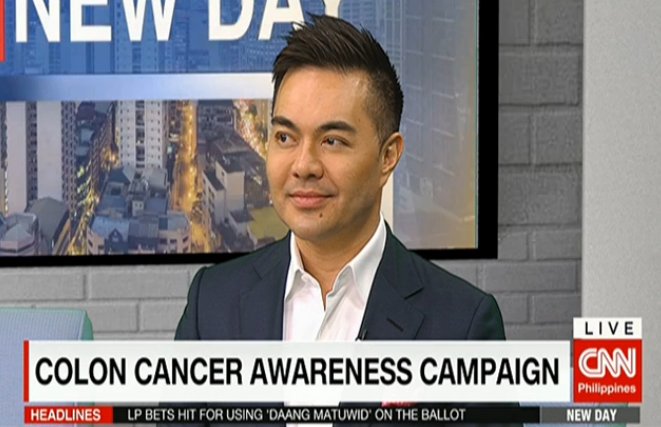 NEW DAY
LIVE
COLON CANCER AWARENESS CAMPAIGN
CNN
Philippines
HEADLINES LP BETS HIT FOR USING 'DAANG MATUWID' ON THE BALLOT NEW DAY